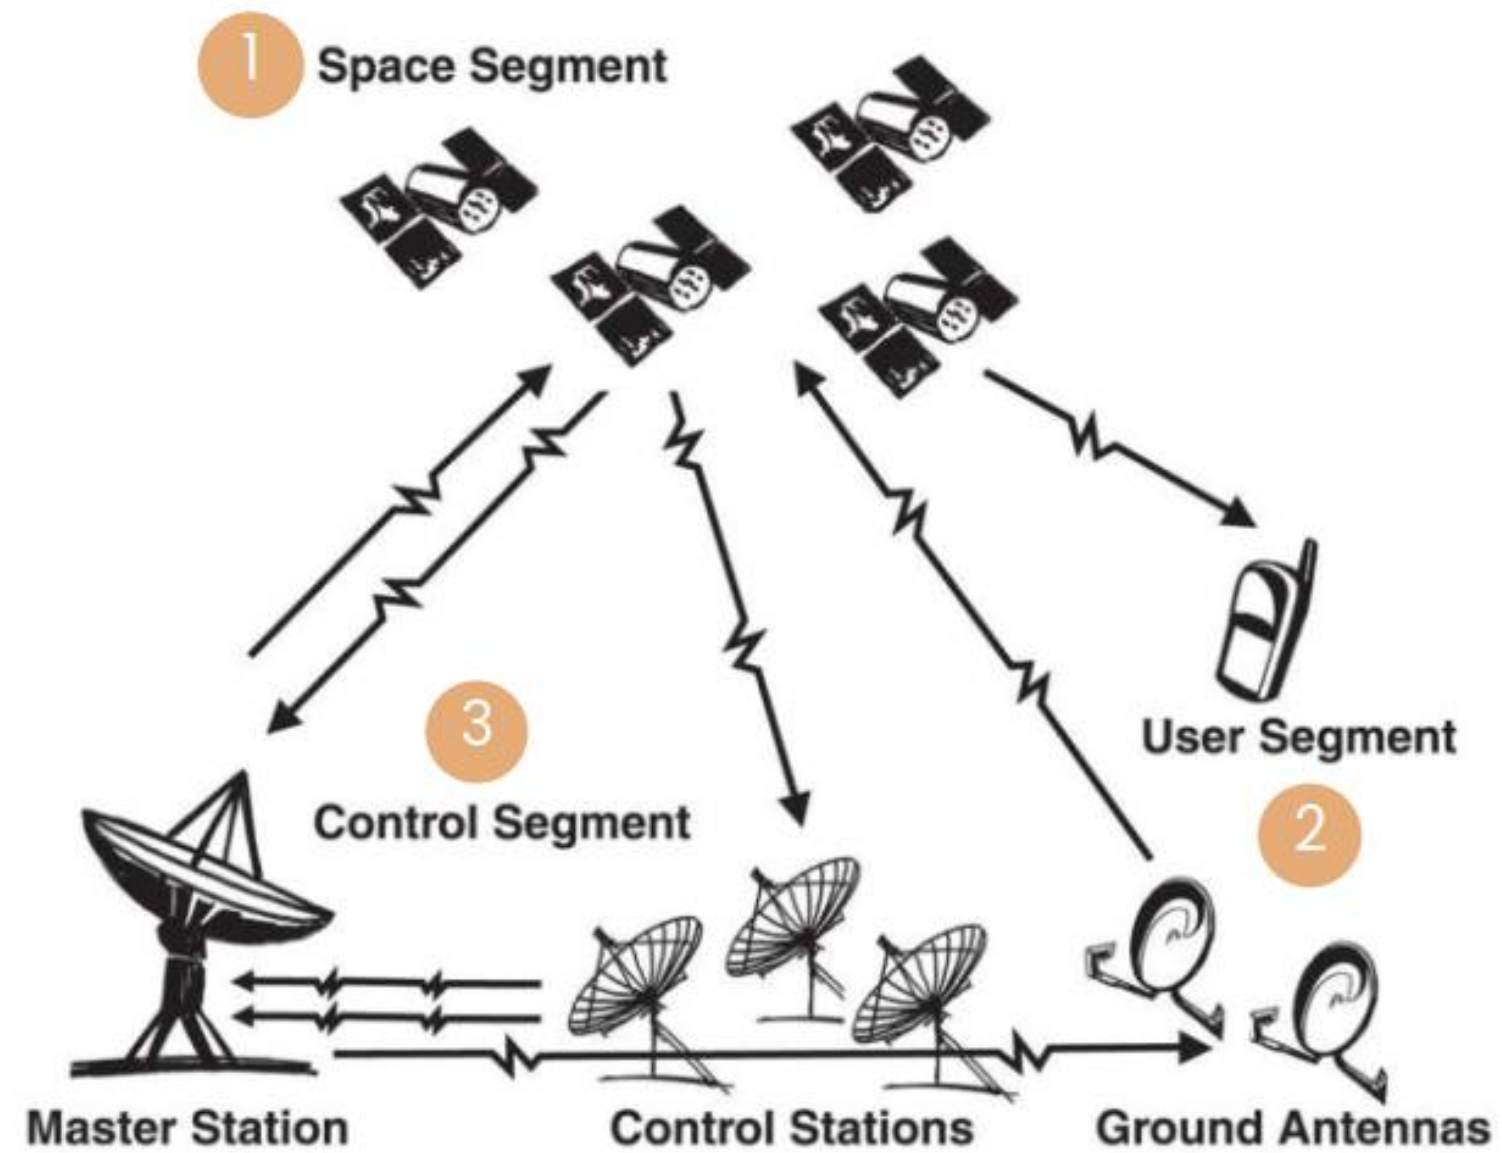 1 Space Segment
User Segment
3
2
Control Segment
Master Station
Control Stations
Ground Antennas